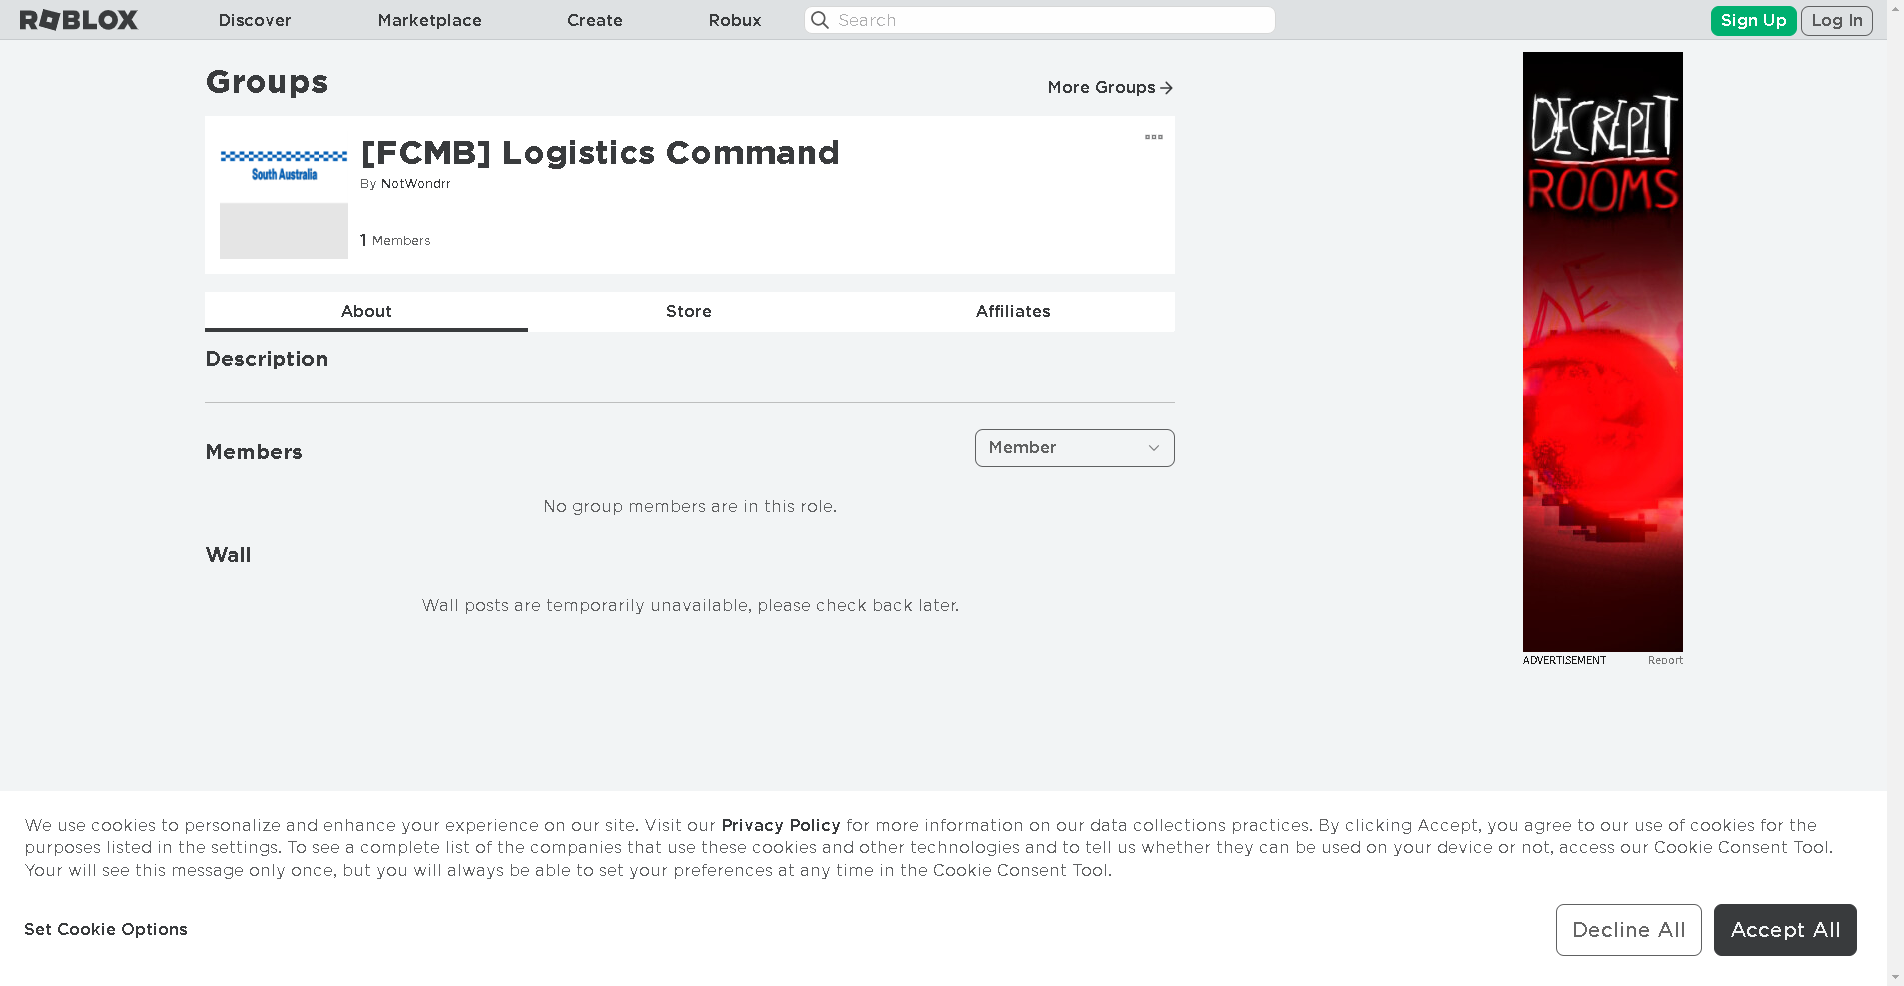 ROBLOX Discover Marketplace Create Robux Search Sign Up Log In
Groups
More Groups
[FCMB] Logistics Command
South Australia
By NotWondrr
1 Members
About Store Affiliates
Description
Members
Member
No group members are in this role.
Wall
Wall posts are temporarily unavailable, please check back later.
DECREPIT
ROOMS
ADVERTISEMENT Report
We use cookies to personalize and enhance your experience on our site. Visit our Privacy Policy for more information on our data collections practices. By clicking Accept, you agree to our use of cookies for the
purposes listed in the settings. To see a complete list of the companies that use these cookies and other technologies and to tell us whether they can be used on your device or not, access our Cookie Consent Tool.
Your will see this message only once, but you will always be able to set your preferences at any time in the Cookie Consent Tool.
Set Cookie Options
Decline All
Accept All